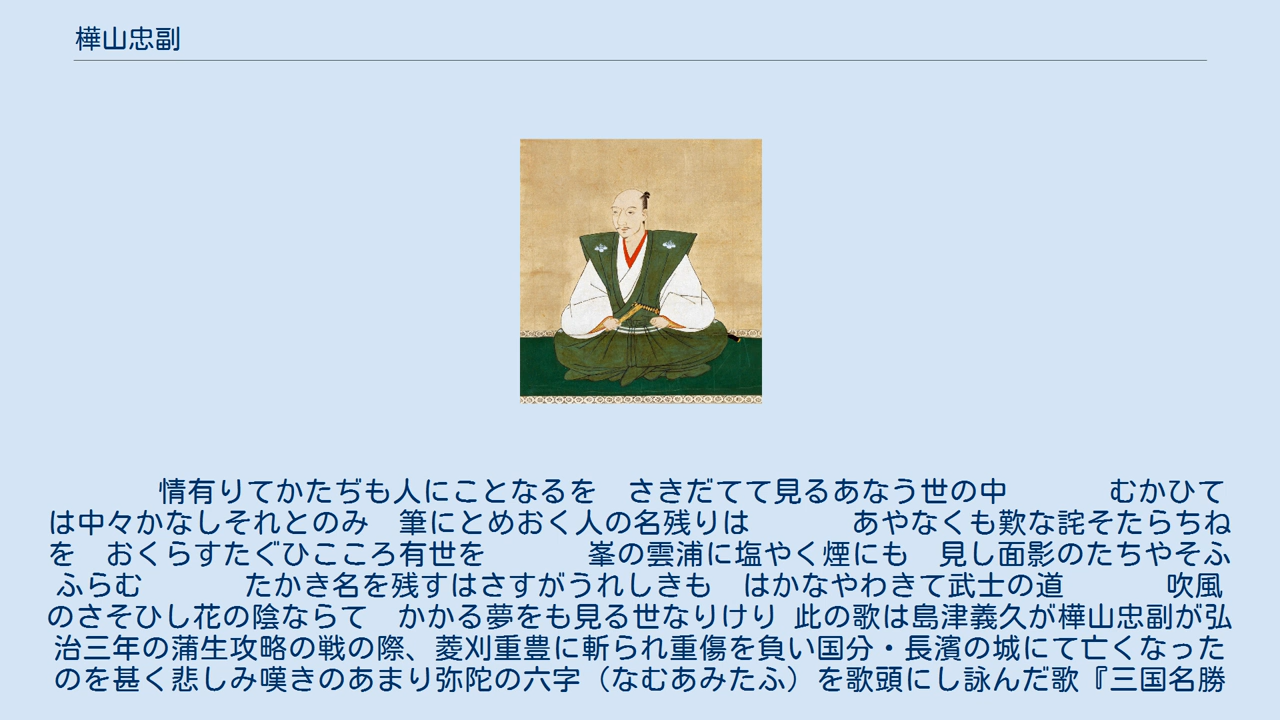 樺山忠副
情有りてかたぢも人にことなるを　さきだてて見るあなう世の中　　　むかひて
は中々かなしそれとのみ　筆にとめおく人の名残りは　　　あやなくも歎な詫そたらちね
を　おくらすたぐひこころ有世を　　　峯の雲浦に塩やく煙にも　見し面影のたちやそふ
ふらむ　　　たかき名を残すはさすがうれしきも　はかなやわきて武士の道　　　吹風
のさそひし花の陰ならて　かかる夢をも見る世なりけり 此の歌は島津義久が樺山忠副が弘
治三年の蒲生攻略の戦の際、菱刈重豊に斬られ重傷を負い国分・長濱の城にて亡くなった
のを甚く悲しみ嘆きのあまり弥陀の六字（なむあみたふ）を歌頭にし詠んだ歌『三国名勝